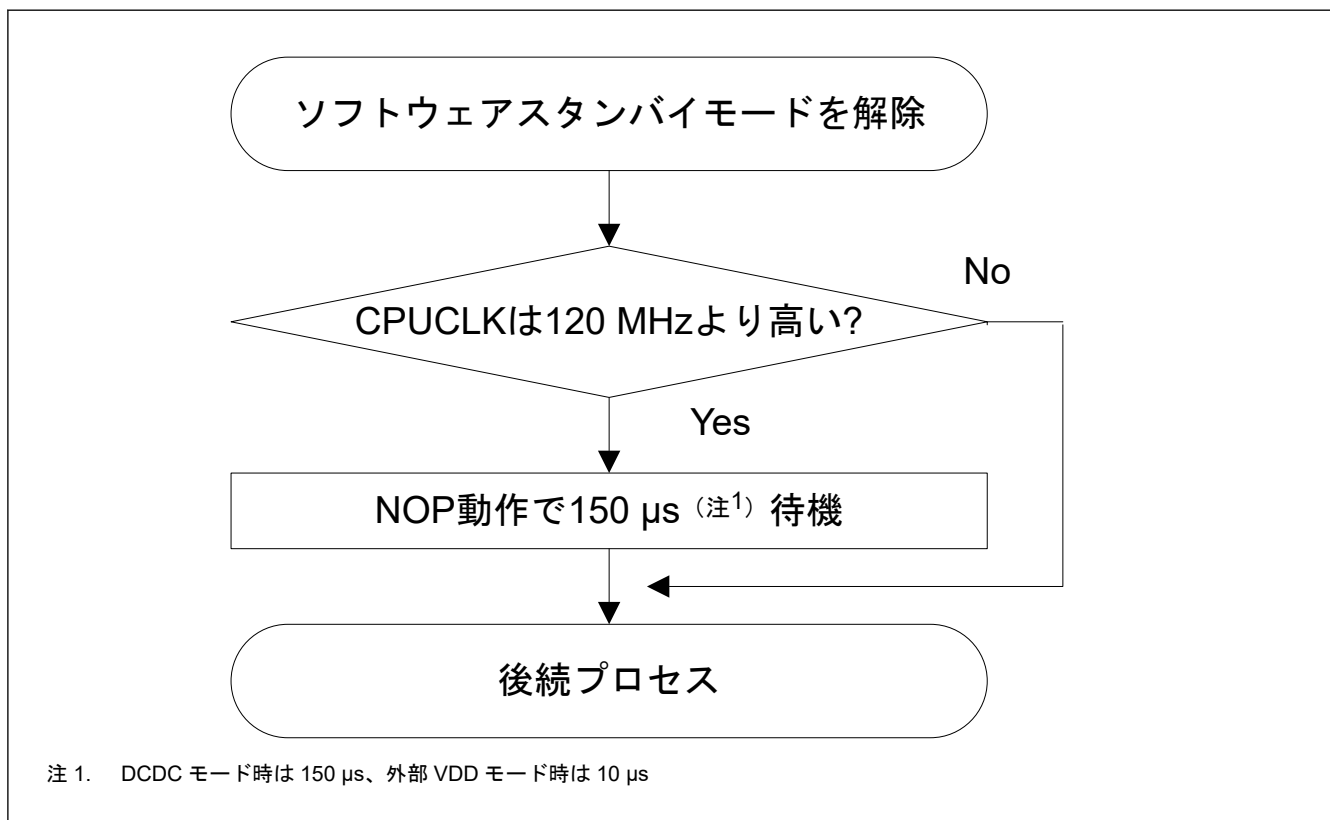 ソフトウェアスタンバイモードを解除
No
CPUCLKは120 MHzより高い?
Yes
NOP動作で150 µs（注1）待機
後続プロセス
注 1. DCDC モード時は 150 µs、外部 VDD モード時は 10 µs